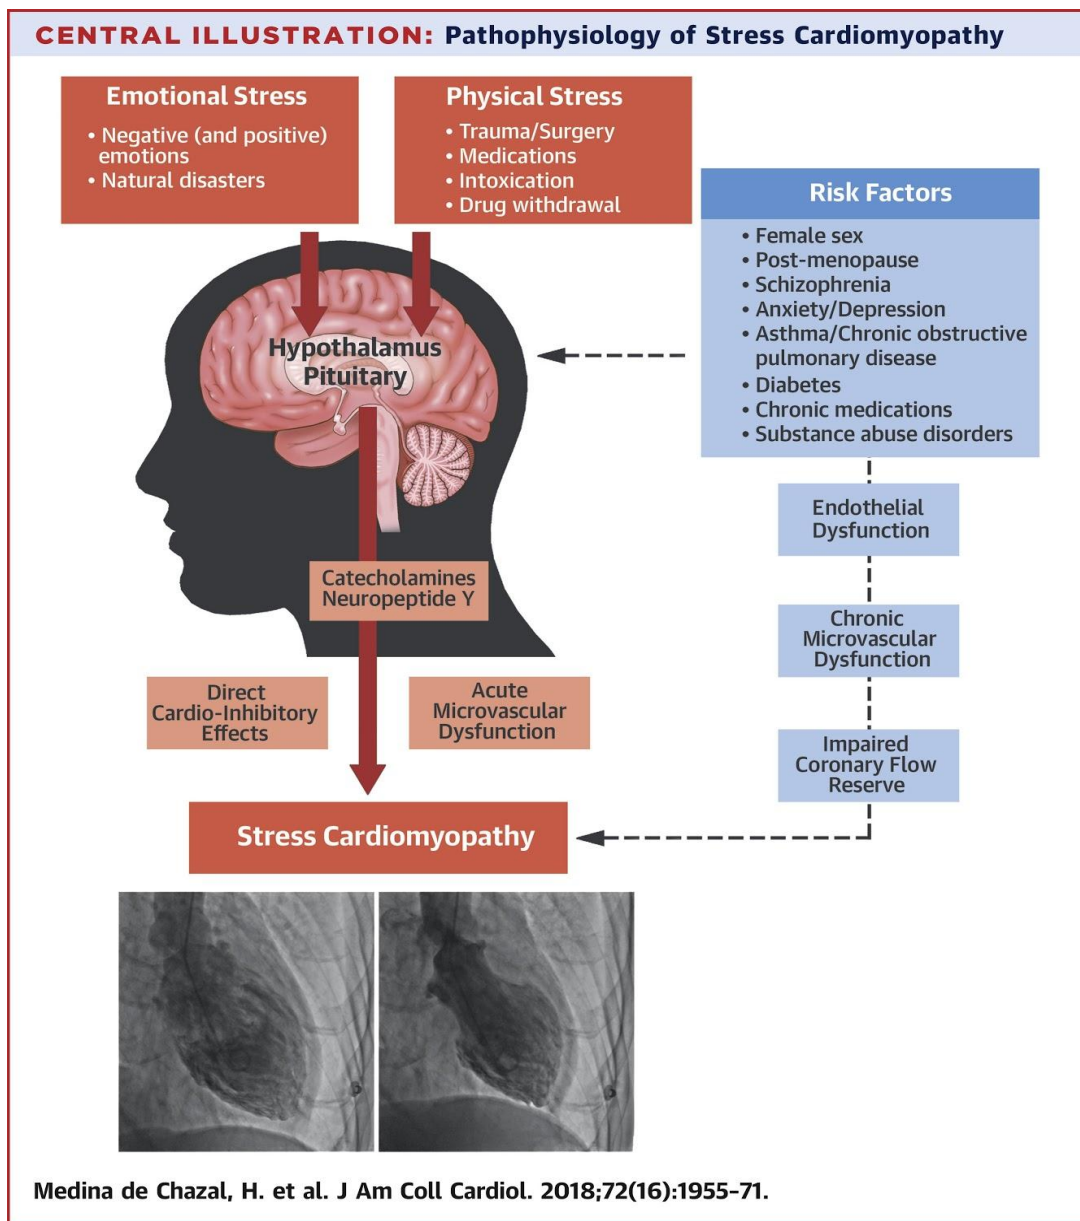 CENTRAL ILLUSTRATION: Pathophysiology of Stress Cardiomyopathy
Emotional Stress
• Negative (and positive)
emotions
• Natural disasters
Physical Stress
• Trauma/Surgery
• Medications
• Intoxication
• Drug withdrawal
Risk Factors
• Female sex
• Post-menopause
• Schizophrenia
• Anxiety/Depression
• Asthma/Chronic obstructive
pulmonary disease
• Diabetes
• Chronic medications
• Substance abuse disorders
Hypothalamus
Pituitary
Endothelial
Dysfunction
Catecholamines
Neuropeptide Y
Chronic
Microvascular
Dysfunction
Direct
Cardio-Inhibitory
Effects
Acute
Microvascular
Dysfunction
Impaired
Coronary Flow
Reserve
Stress Cardiomyopathy
Medina de Chazal, H. et al. J Am Coll Cardiol. 2018;72(16):1955–71.